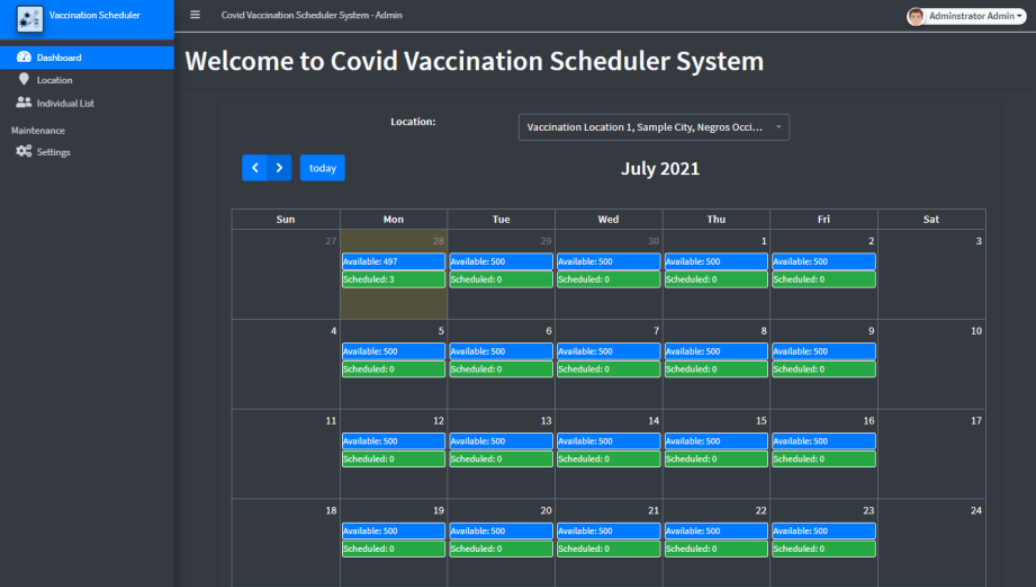 Vaccination Scheduler
Covid Vaccination Scheduler System - Admin
Adminstrator Admin
Dashboard
Location
Individual List
Maintenance
Settings
Welcome to Covid Vaccination Scheduler System
Location:
Vaccination Location 1, Sample City, Negros Occi...
today
July 2021
Sun Mon Tue Wed Thu Fri Sat
27 28 29 30 1 2 3
Available: 497 Available: 500 Available: 500 Available: 500 Available: 500
Scheduled: 3 Scheduled: 0 Scheduled: 0 Scheduled: 0 Scheduled: 0
4 5 6 7 8 9 10
Available: 500 Available: 500 Available: 500 Available: 500 Available: 500
Scheduled: 0 Scheduled: 0 Scheduled: 0 Scheduled: 0 Scheduled: 0
11 12 13 14 15 16 17
Available: 500 Available: 500 Available: 500 Available: 500 Available: 500
Scheduled: 0 Scheduled: 0 Scheduled: 0 Scheduled: 0 Scheduled: 0
18 19 20 21 22 23 24
Available: 500 Available: 500 Available: 500 Available: 500 Available: 500
Scheduled: 0 Scheduled: 0 Scheduled: 0 Scheduled: 0 Scheduled: 0